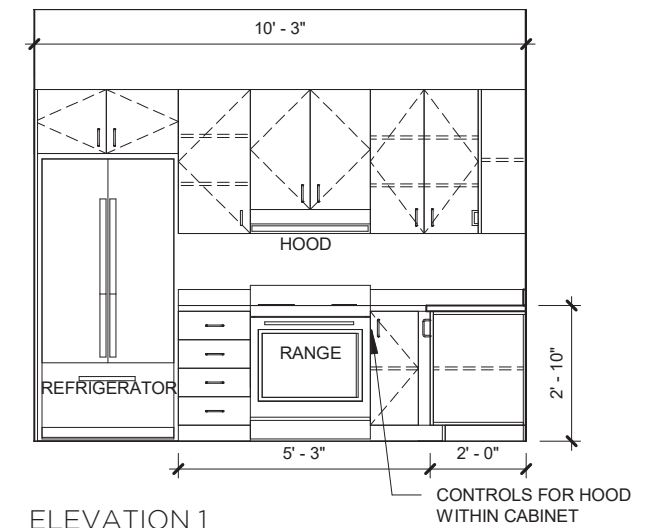 10' - 3"
HOOD
RANGE
REFRIGERATOR
2' - 10"
5' - 3"
2' - 0"
CONTROLS FOR HOOD
WITHIN CABINET
ELEVATION 1